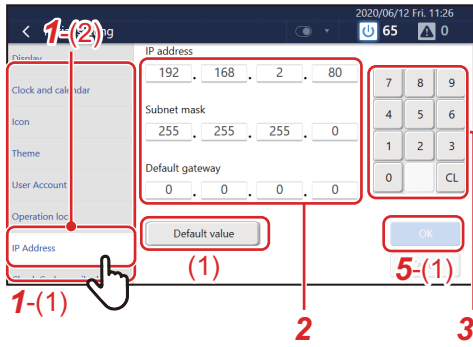 2020/06/12 Fri. 11:26
1-(2)
65 0
Display
Clock and calendar
Icon
Theme
User Account
Operation lock
IP Address
1-(1)
IP address
192 . 168 . 2 . 80
Subnet mask
255 . 255 . 255 . 0
Default gateway
0 . 0 . 0 . 0
Default value
(1)
2
7 8 9
4 5 6
1 2 3
0 CL
OK
5-(1)
3